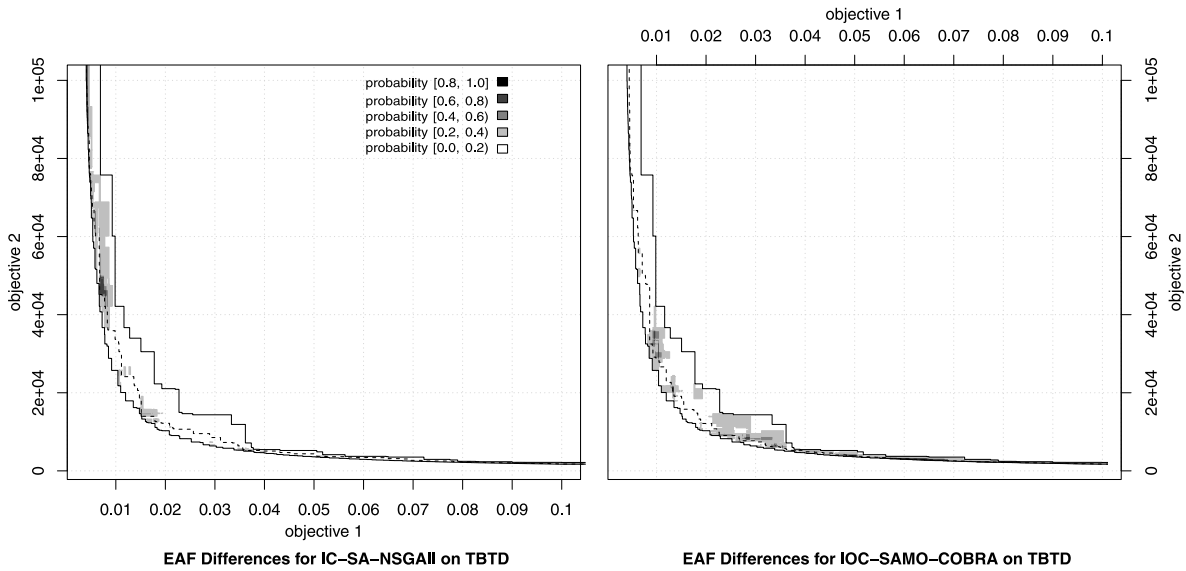 objective 1
0.01 0.02 0.03 0.04 0.05 0.06 0.07 0.08 0.09 0.1
probability [0.8, 1.0]
probability [0.6, 0.8)
probability [0.4, 0.6)
probability [0.2, 0.4)
probability [0.0, 0.2)
objective 2
0 2e+04 4e+04 6e+04 8e+04 1e+05
0 2e+04 4e+04 6e+04 8e+04 1e+05
objective 2
0.01 0.02 0.03 0.04 0.05 0.06 0.07 0.08 0.09 0.1
objective 1
EAF Differences for IC−SA−NSGAII on TBTD
EAF Differences for IOC−SAMO−COBRA on TBTD